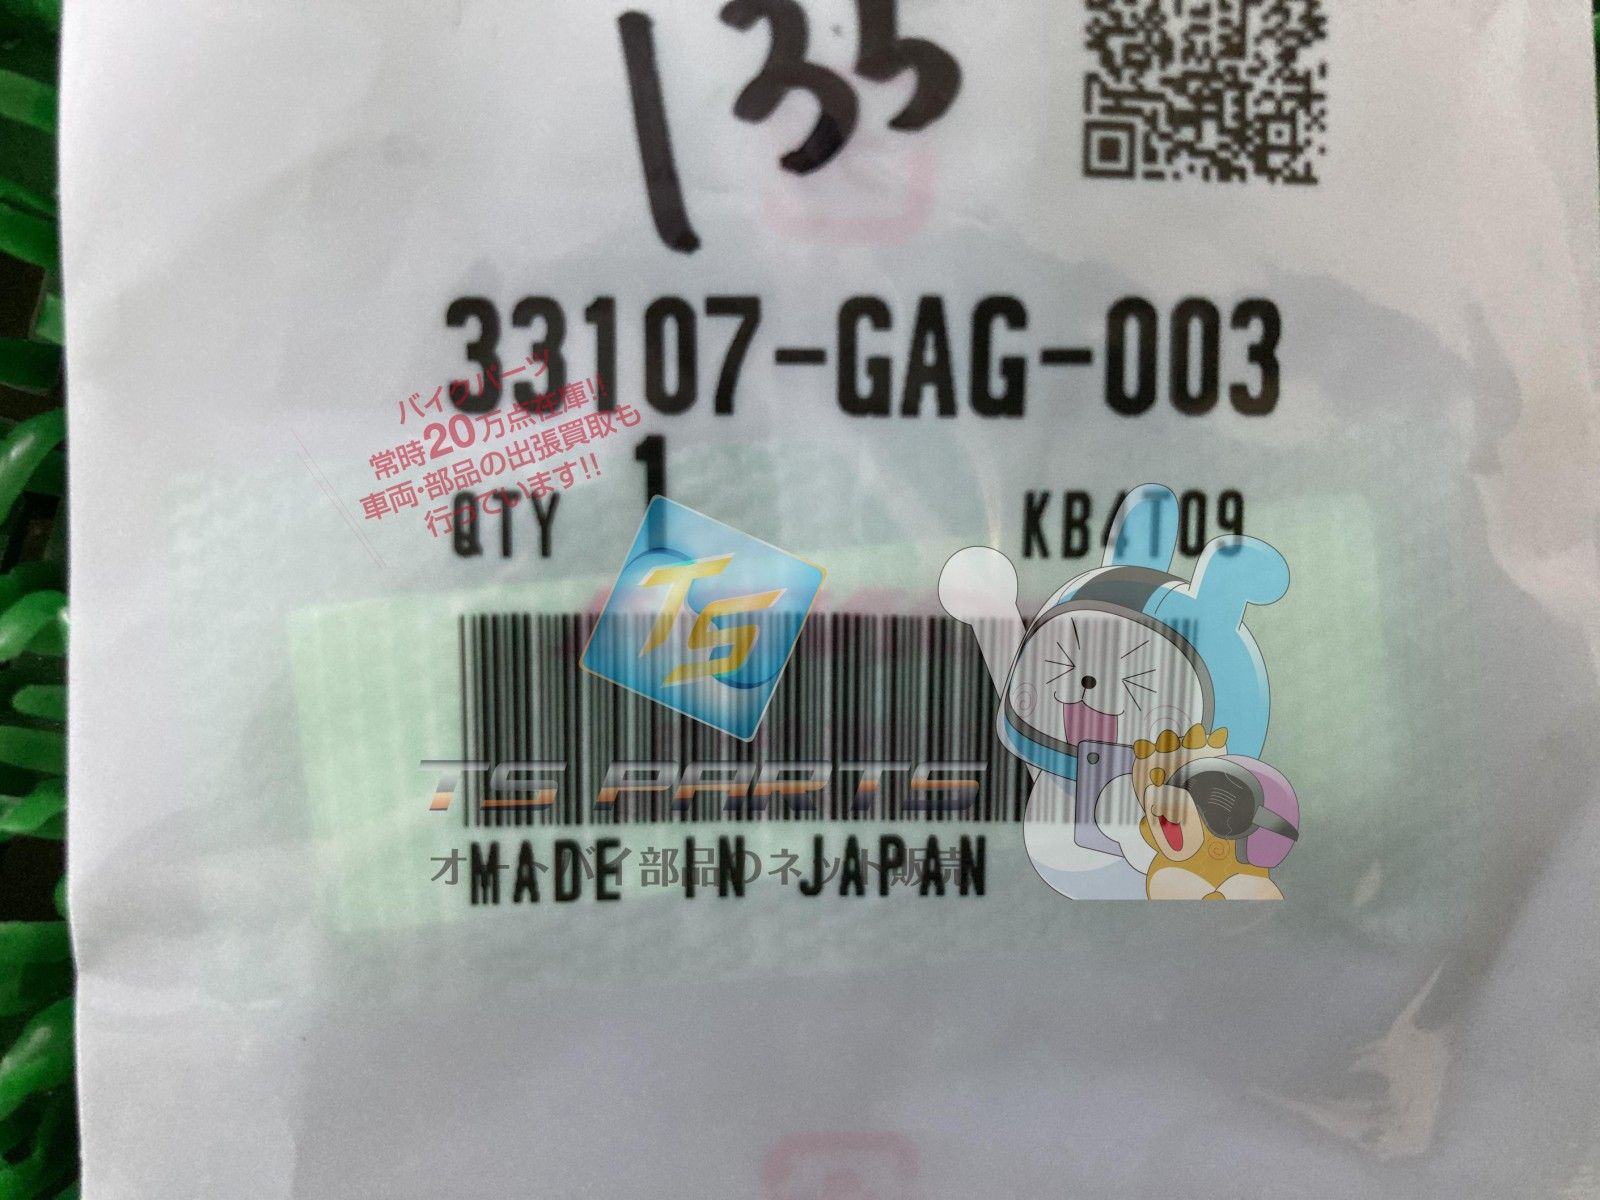 135
33107-GAG-003
バイクパーツ
常時20万点在庫!!
車両・部品の出張買取も
行っています!!
QTY 1 KB4T09
TS
TS PARTS
オートバイ部品のネット販売
MADE IN JAPAN